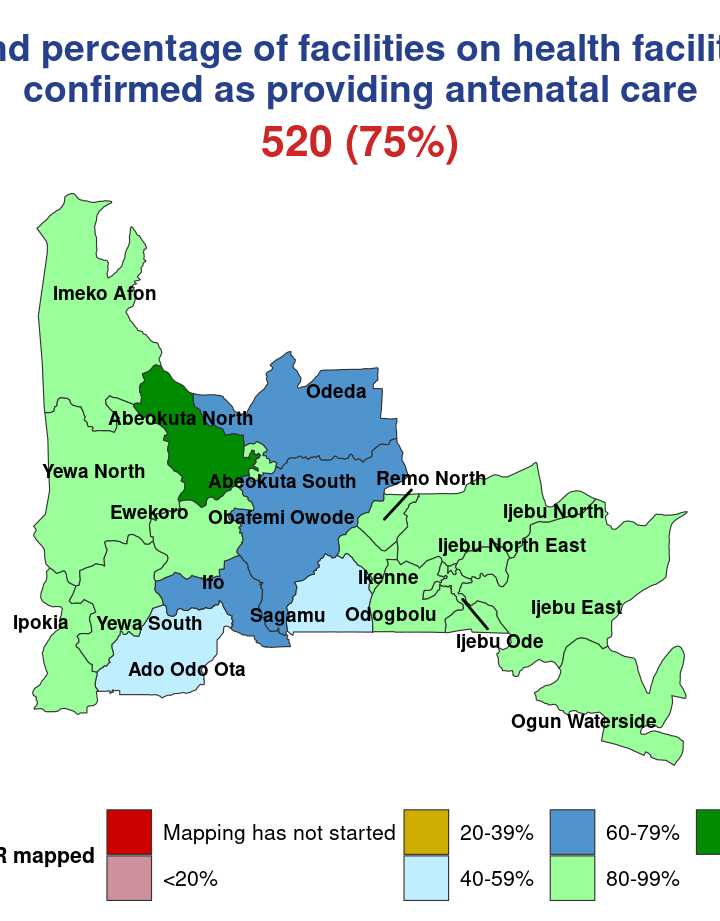 nd percentage of facilities on health facilit
confirmed as providing antenatal care
520 (75%)
Imeko Afon
Odeda
Abeokuta North
Yewa North
Abeokuta South
Remo North
Ewekoro
Obafemi Owode
Ijebu North
Ijebu North East
Ifo
Ikenne
Ipokia
Yewa South
Sagamu
Odogbolu
Ijebu East
Ijebu Ode
Ado Odo Ota
Ogun Waterside
R mapped
Mapping has not started
20-39%
60-79%
<20%
40-59%
80-99%